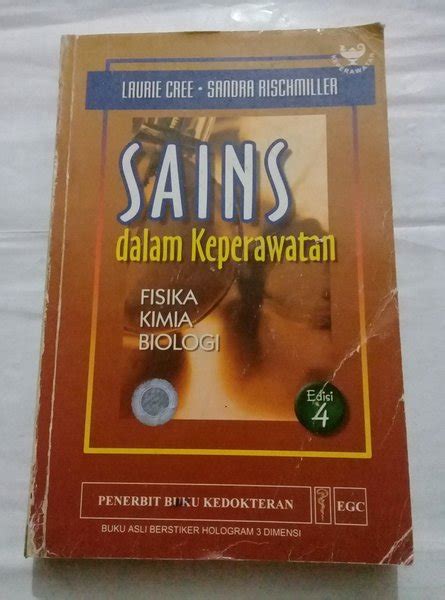 KEPERAWATAN
LAURIE CREE • SANDRA RISCHMILLER
SAINS
dalam Keperawatan
FISIKA
KIMIA
BIOLOGI
Edisi
4
PENERBIT BUKU KEDOKTERAN
EGC
BUKU ASLI BERSTIKER HOLOGRAM 3 DIMENSI